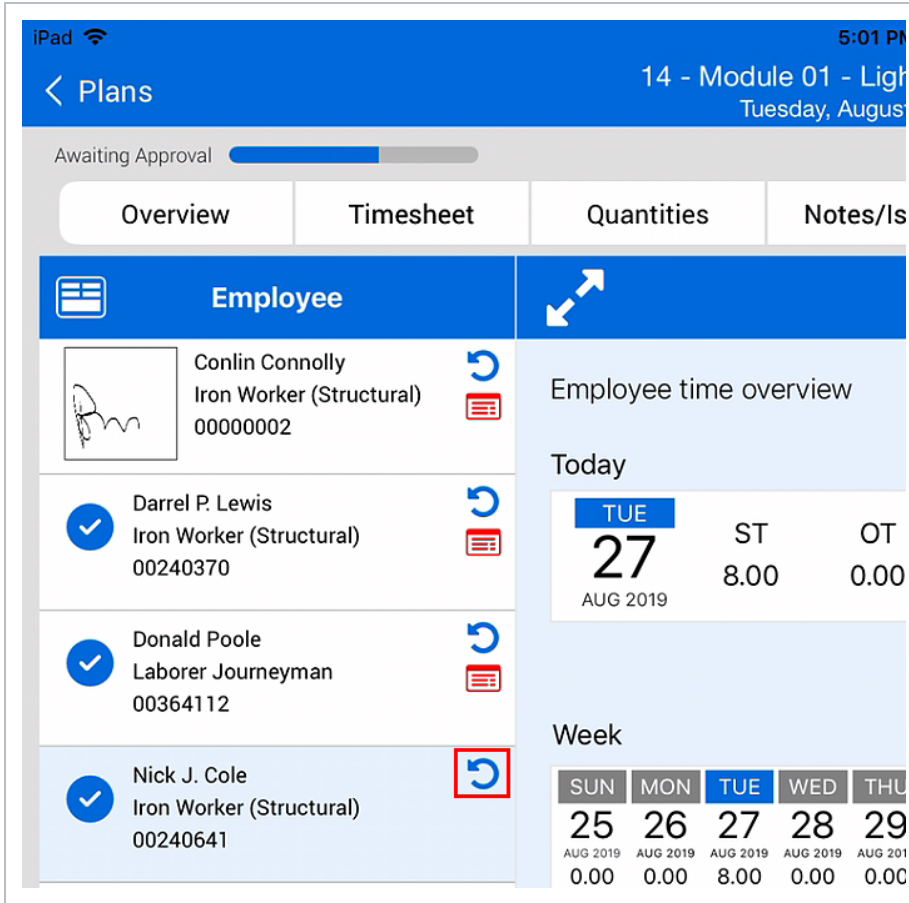 iPad
5:01 PM
Plans
14 - Module 01 - Ligh
Tuesday, August
Awaiting Approval
Overview
Timesheet
Quantities
Notes/Is
Employee
Conlin Connolly
Iron Worker (Structural)
00000002
Employee time overview
Today
Darrel P. Lewis
Iron Worker (Structural)
00240370
TUE
27
AUG 2019
ST
8.00
OT
0.00
Donald Poole
Laborer Journeyman
00364112
Week
Nick J. Cole
Iron Worker (Structural)
00240641
SUN MON TUE WED THU
25 26 27 28 29
AUG 2019 AUG 2019 AUG 2019 AUG 2019 AUG 201
0.00 0.00 8.00 0.00 0.00